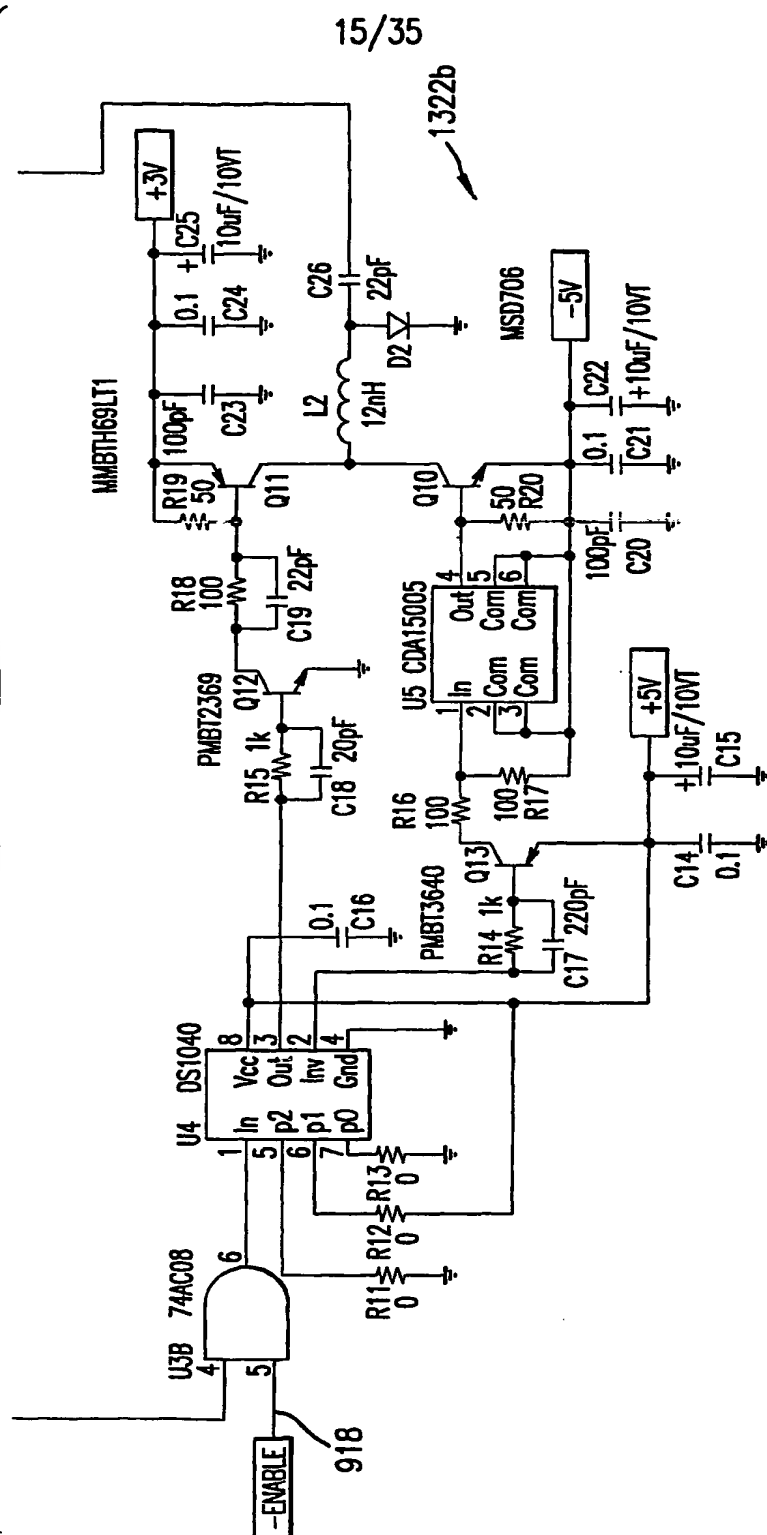 15/35
1322b
+3V
+ C25
10uF/10VT
0.1
C24
100pF
C23
MMBTH69LT1
R19
50
Q11
R18
100
22pF
C19
Q12
PMBT2369
R15 1k
20pF
C18
C26
22pF
D2
L2
12nH
MSD706
-5V
C22
+10uF/10VT
0.1
C21
Q10
50
R20
100pF
C20
U5 CDA15005
Out 4
Com 5
Com 6
In 1
Com 2
Com 3
R16
100
100
R17
Q13
PMBT3640
R14 1k
220pF
C17
+5V
+ 10uF/10VT
C15
C14
0.1
0.1
C16
U4 DS1040
Vcc 8
Out 3
Inv 2
Gnd 4
In 1
p2 5
p1 6
p0 7
R13
0
R12
0
R11
0
U3B 74AC08
6
4
5
-ENABLE
918